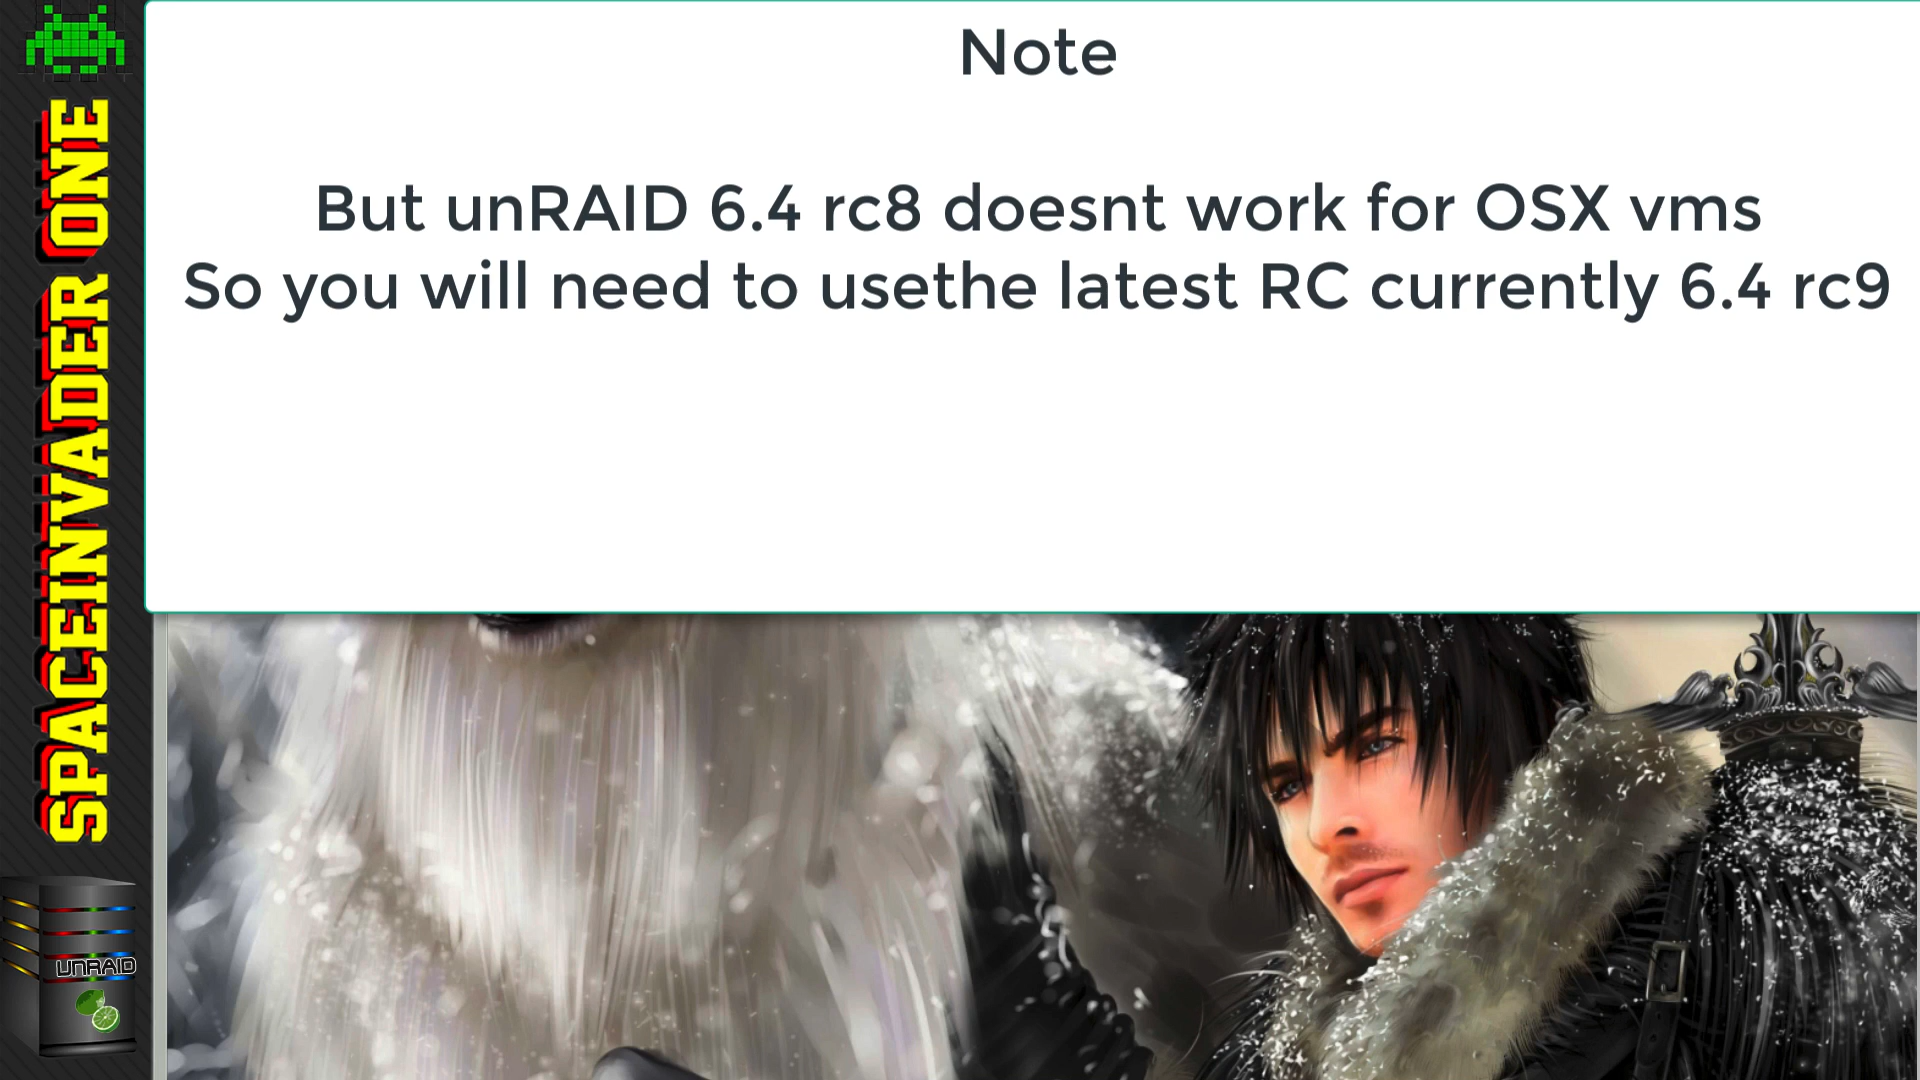 SPACEINVADER ONE
Note
But unRAID 6.4 rc8 doesnt work for OSX vms
So you will need to usethe latest RC currently 6.4 rc9
UNRAID